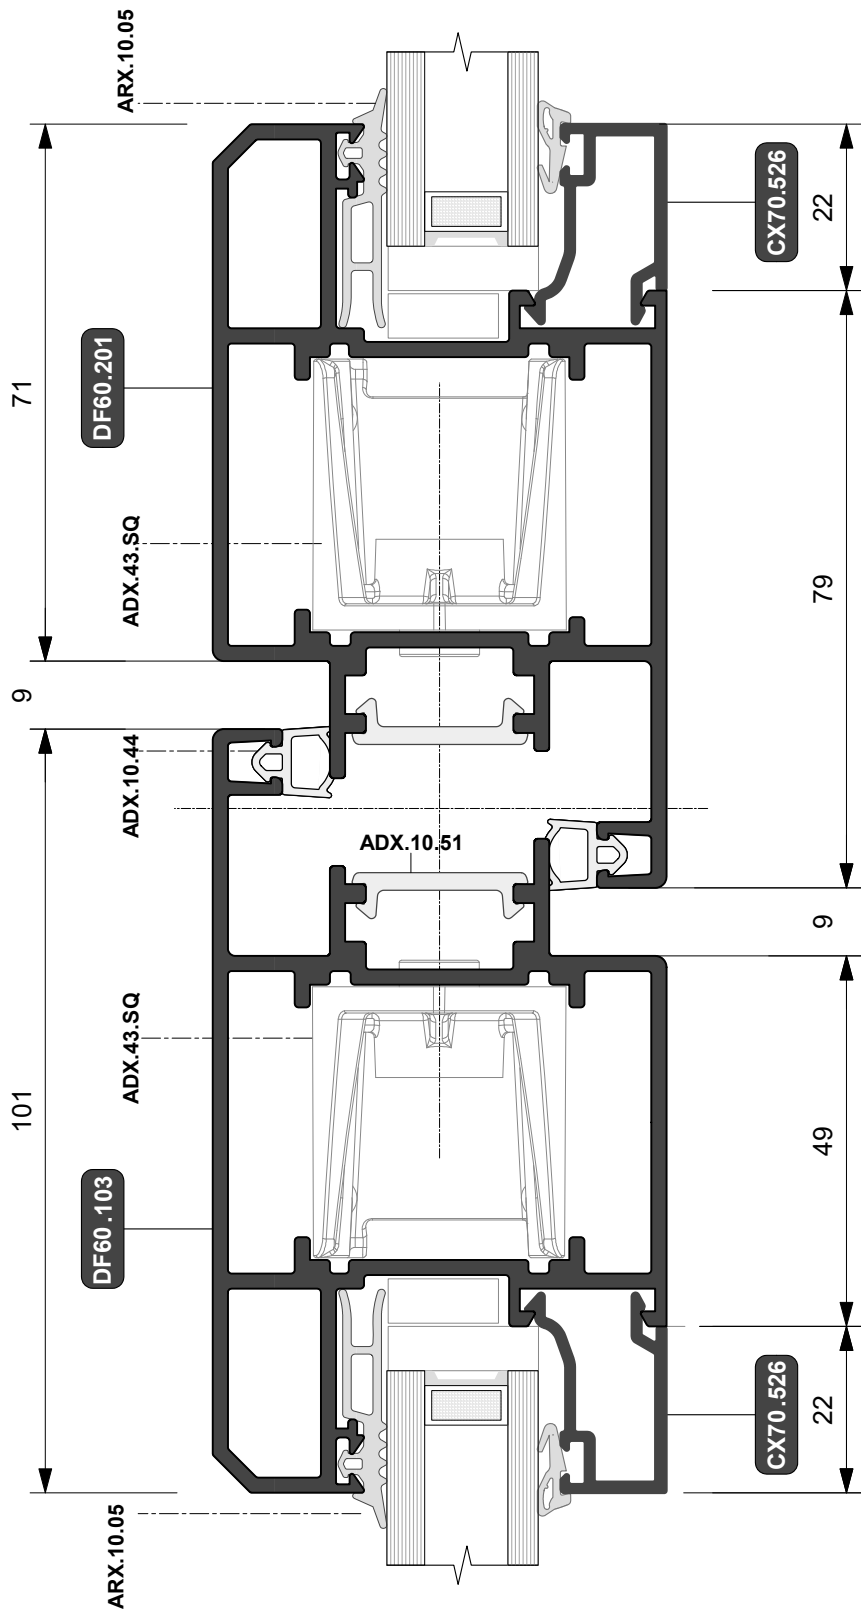 ARX.10.05
CX70.526
22
DF60.201
71
ADX.43.SQ
79
9
ADX.10.44
ADX.10.51
9
ADX.43.SQ
101
49
DF60.103
CX70.526
22
ARX.10.05